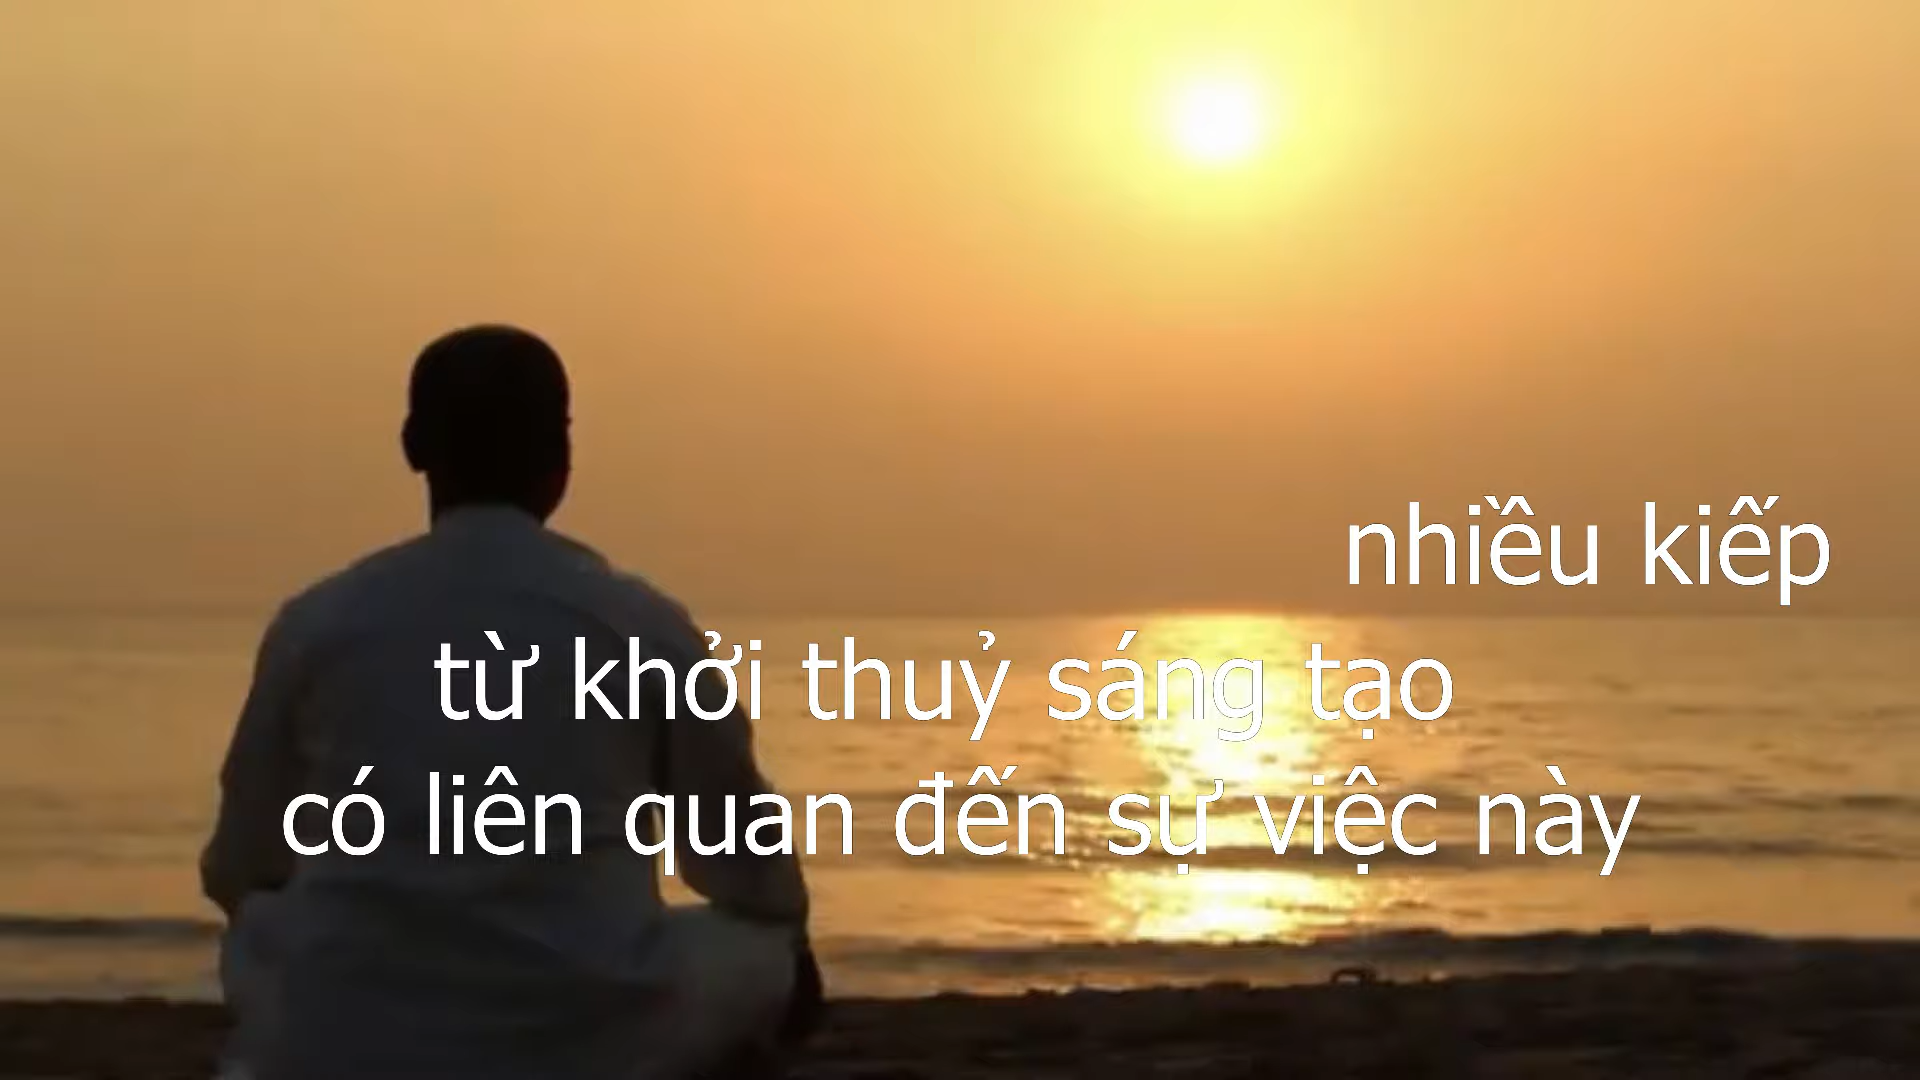 nhiều kiếp
từ khởi thuỷ sáng tạo
có liên quan đến sự việc này